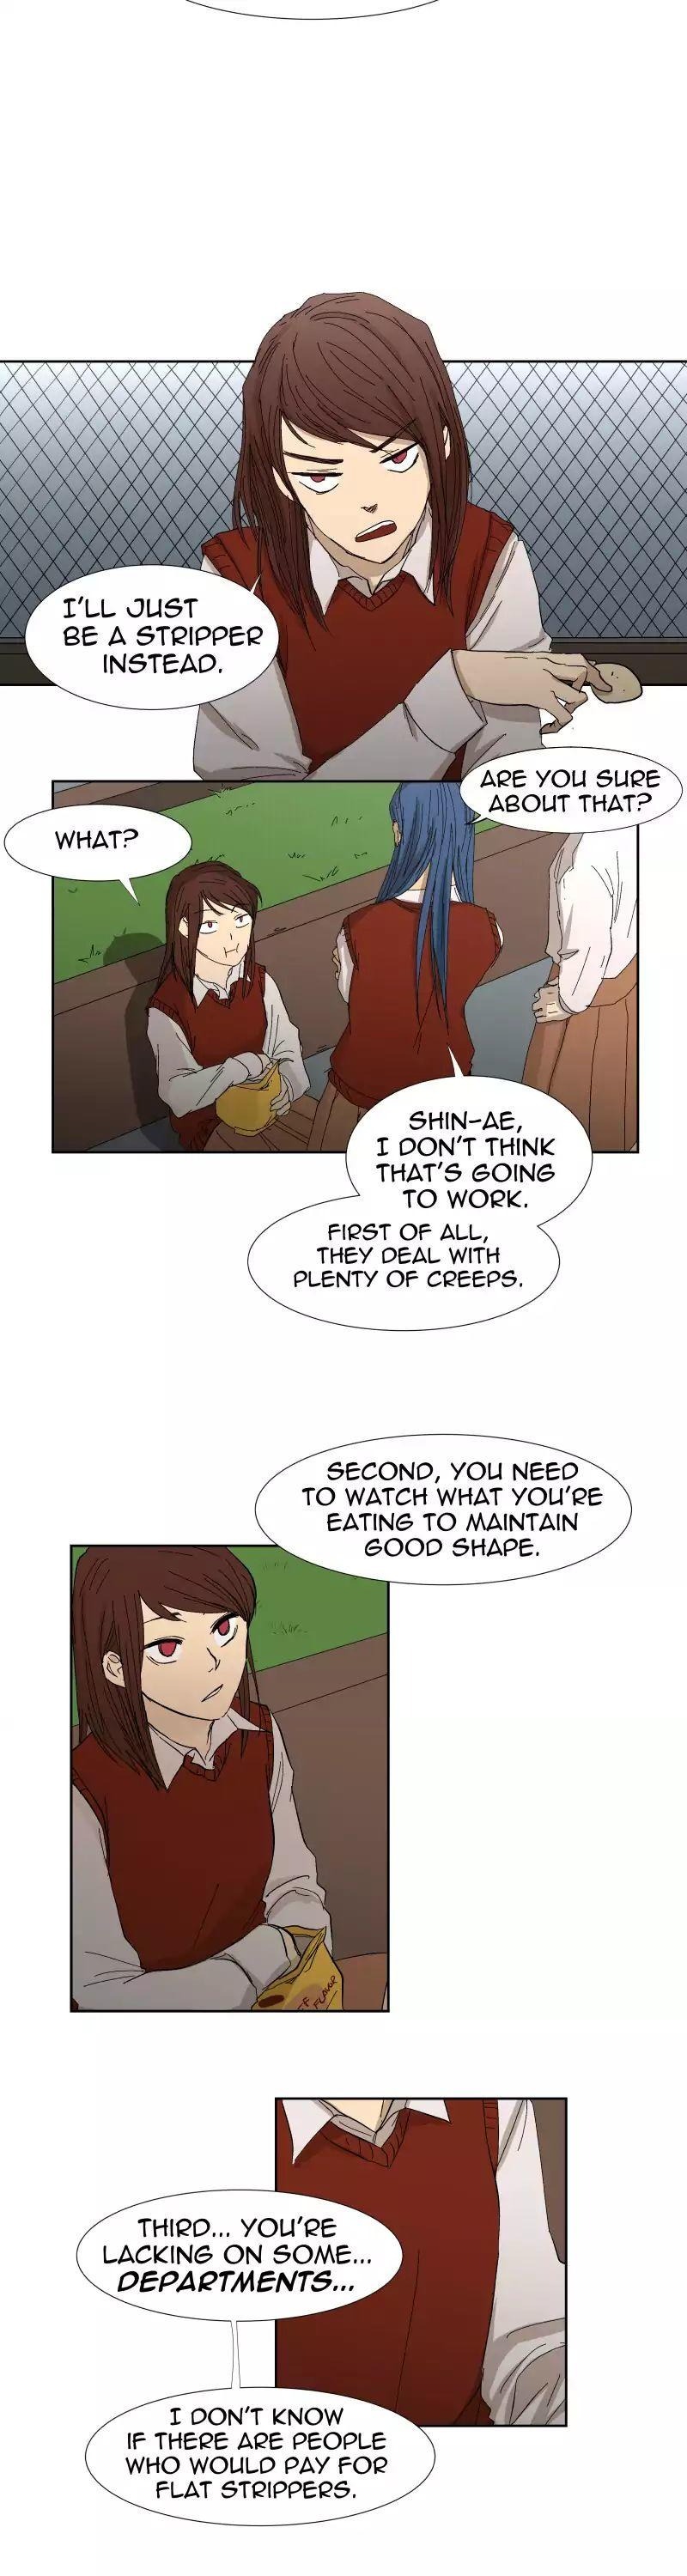 I'LL JUST
BE A STRIPPER
INSTEAD.
ARE YOU SURE
ABOUT THAT?
WHAT?
SHIN-AE,
I DON'T THINK
THAT'S GOING
TO WORK.
FIRST OF ALL,
THEY DEAL WITH
PLENTY OF CREEPS.
SECOND, YOU NEED
TO WATCH WHAT YOU'RE
EATING TO MAINTAIN
GOOD SHAPE.
FLAVOR
THIRD... YOU'RE
LACKING ON SOME...
DEPARTMENTS...
I DON'T KNOW
IF THERE ARE PEOPLE
WHO WOULD PAY FOR
FLAT STRIPPERS.